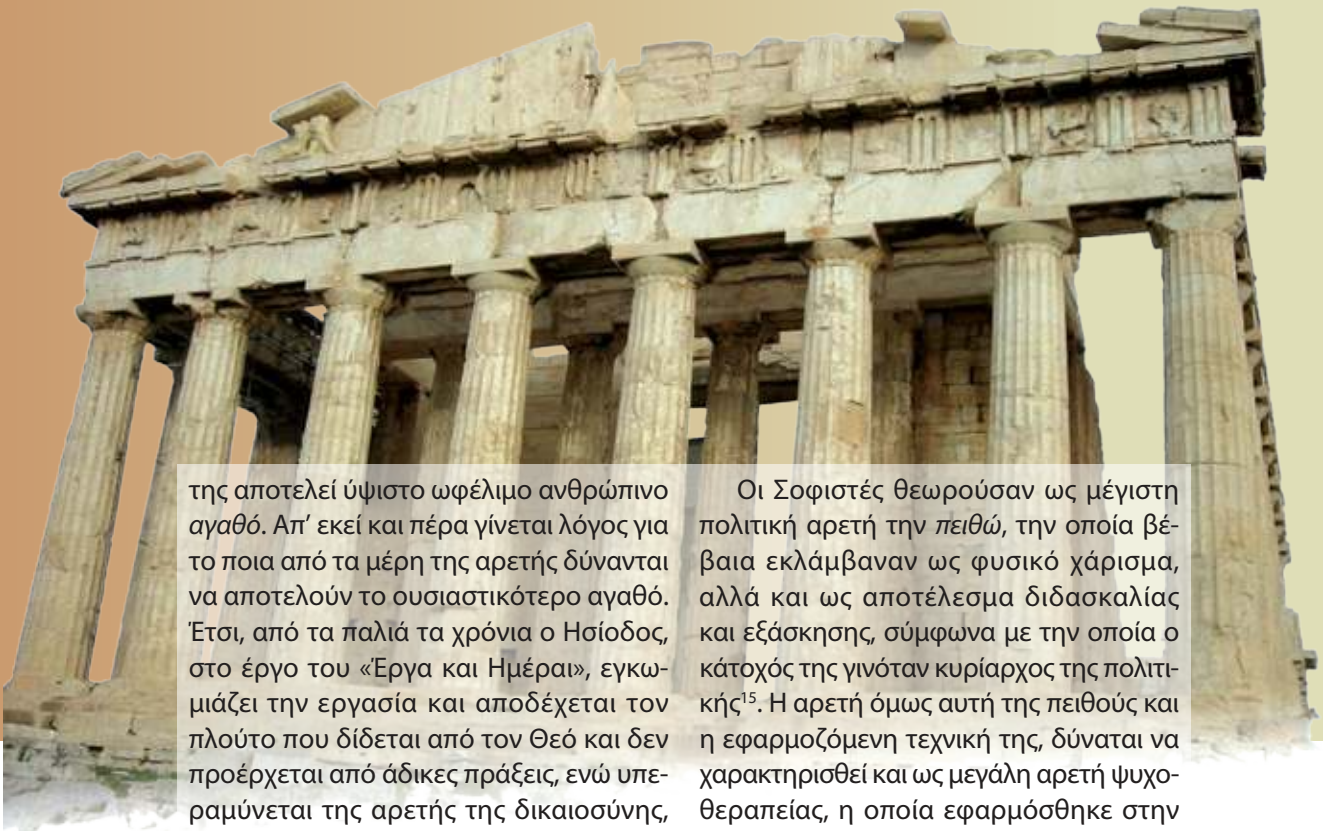 της αποτελεί ύψιστο ωφέλιμο ανθρώπινο
αγαθό. Απ’ εκεί και πέρα γίνεται λόγος για
το ποια από τα μέρη της αρετής δύνανται
να αποτελούν το ουσιαστικότερο αγαθό.
Έτσι, από τα παλιά τα χρόνια ο Ησίοδος,
στο έργο του «Έργα και Ημέραι», εγκω-
μιάζει την εργασία και αποδέχεται τον
πλούτο που δίδεται από τον Θεό και δεν
προέρχεται από άδικες πράξεις, ενώ υπε-
ραμύνεται της αρετής της δικαιοσύνης,
Οι Σοφιστές θεωρούσαν ως μέγιστη
πολιτική αρετή την πειθώ, την οποία βέ-
βαια εκλάμβαναν ως φυσικό χάρισμα,
αλλά και ως αποτέλεσμα διδασκαλίας
και εξάσκησης, σύμφωνα με την οποία ο
κάτοχός της γινόταν κυρίαρχος της πολιτι-
κής¹⁵. Η αρετή όμως αυτή της πειθούς και
η εφαρμοζόμενη τεχνική της, δύναται να
χαρακτηρισθεί και ως μεγάλη αρετή ψυχο-
θεραπείας, η οποία εφαρμόσθηκε στην